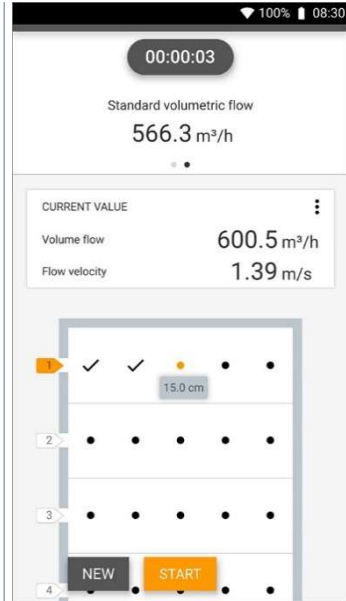 100% 08:30
00:00:03
Standard volumetric flow
566.3 m³/h
CURRENT VALUE
Volume flow 600.5 m³/h
Flow velocity 1.39 m/s
1
15.0 cm
2
3
NEW START
4